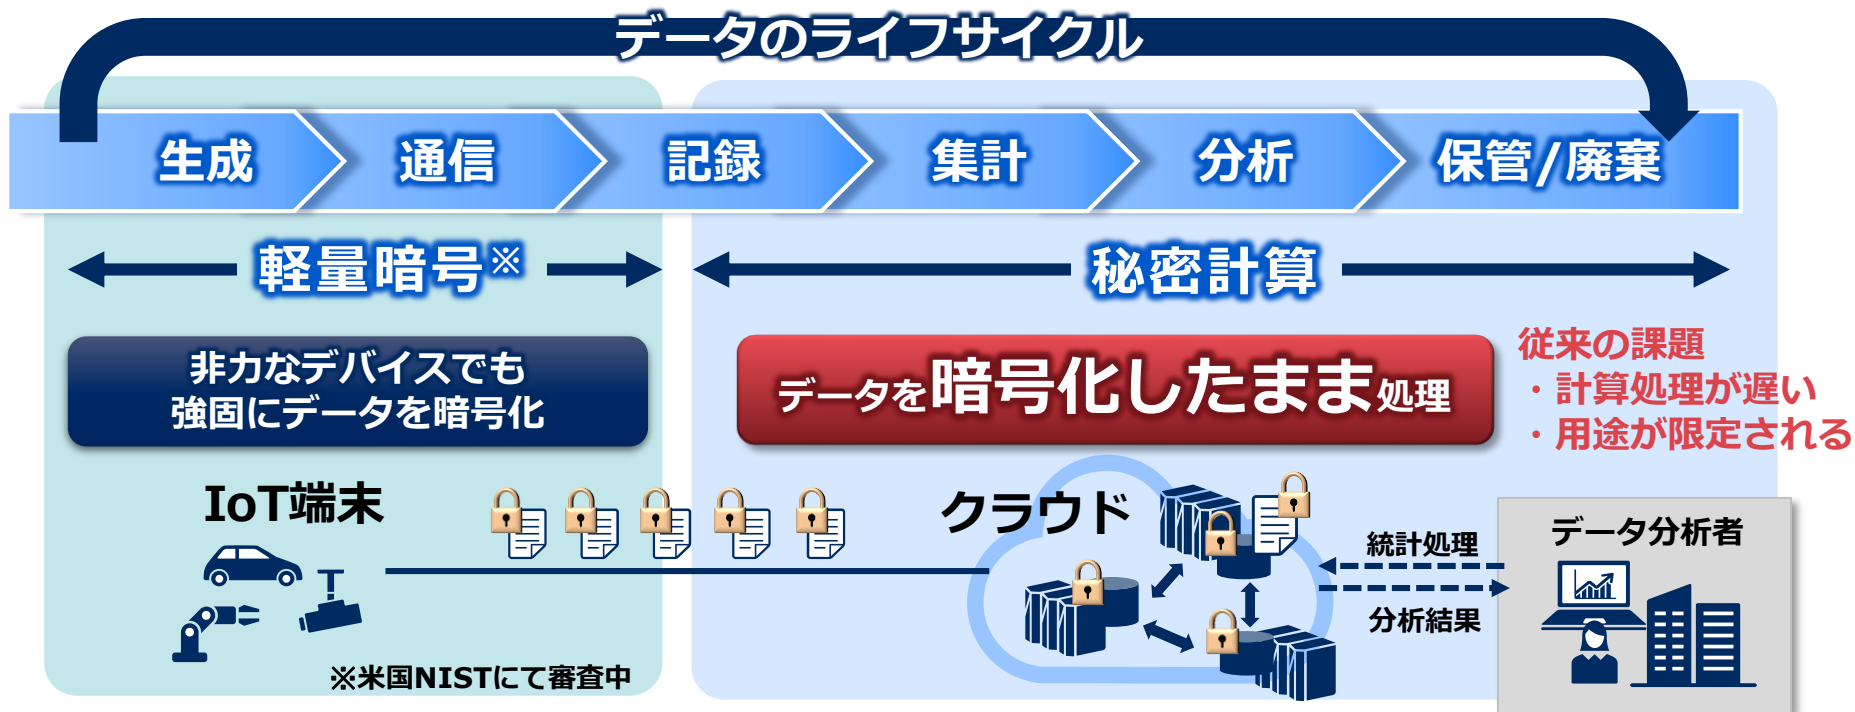 データのライフサイクル
生成
通信
記録
集計
分析
保管/廃棄
軽量暗号※
秘密計算
非力なデバイスでも
強固にデータを暗号化
データを暗号化したまま処理
従来の課題
・計算処理が遅い
・用途が限定される
IoT端末
クラウド
統計処理
分析結果
データ分析者
※米国NISTにて審査中